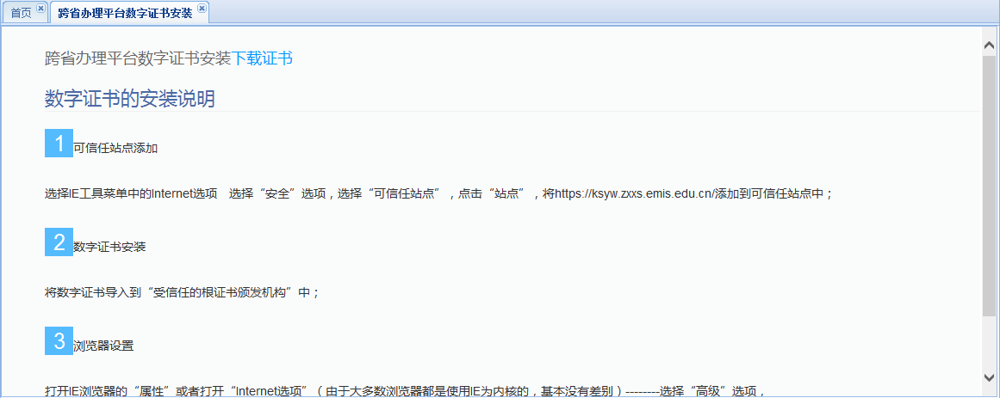 首页 跨省办理平台数字证书安装
跨省办理平台数字证书安装下载证书
数字证书的安装说明
1 可信任站点添加
选择IE工具菜单中的Internet选项 选择“安全”选项，选择“可信任站点”，点击“站点”，将https://ksyw.zxxs.emis.edu.cn/添加到可信任站点中；
2 数字证书安装
将数字证书导入到“受信任的根证书颁发机构”中；
3 浏览器设置
打开IE浏览器的“属性”或者打开“Internet选项”（由于大多数浏览器都是使用IE为内核的，基本没有差别）--------选择“高级”选项，